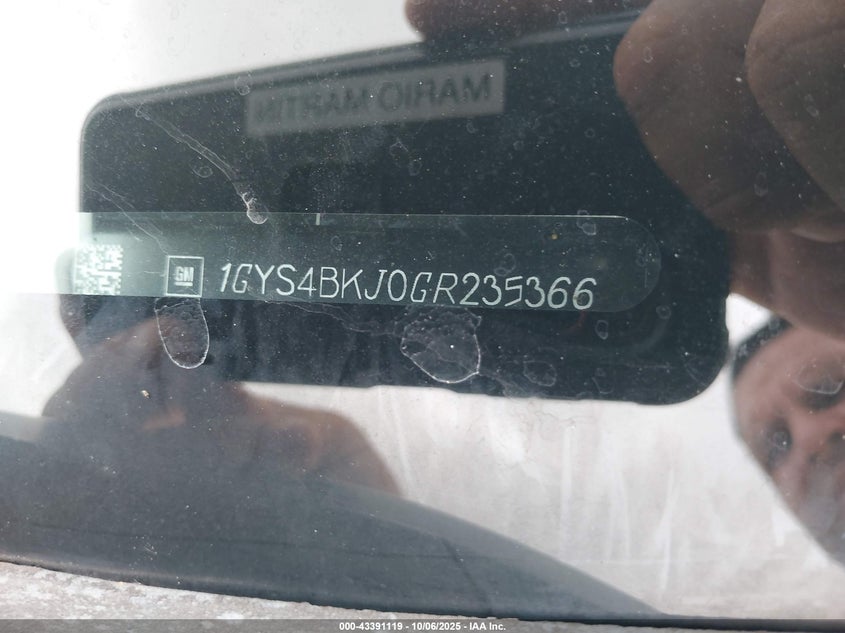 MARIO MARTIN
GM 1GYS4BKJ0GR235366
000-43391119 - 10/06/2025 - IAA Inc.